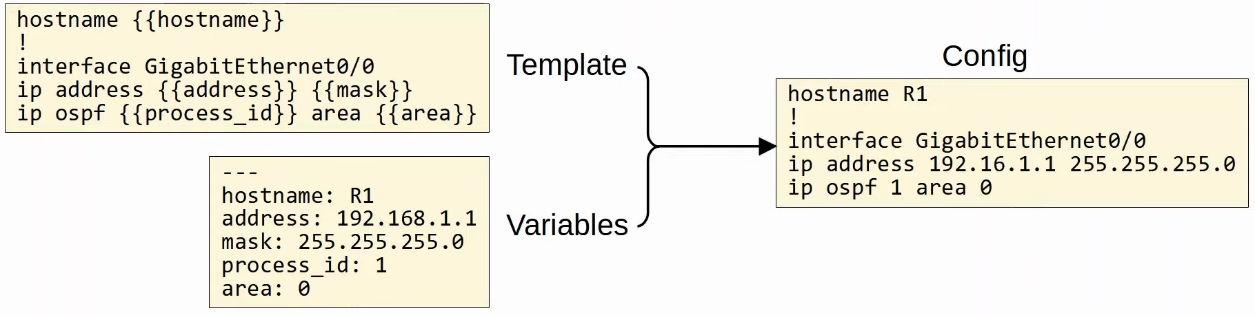 hostname {{hostname}}
!
interface GigabitEthernet0/0
ip address {{address}} {{mask}}
ip ospf {{process_id}} area {{area}}
Template
---
hostname: R1
address: 192.168.1.1
mask: 255.255.255.0
process_id: 1
area: 0
Variables
Config
hostname R1
!
interface GigabitEthernet0/0
ip address 192.16.1.1 255.255.255.0
ip ospf 1 area 0